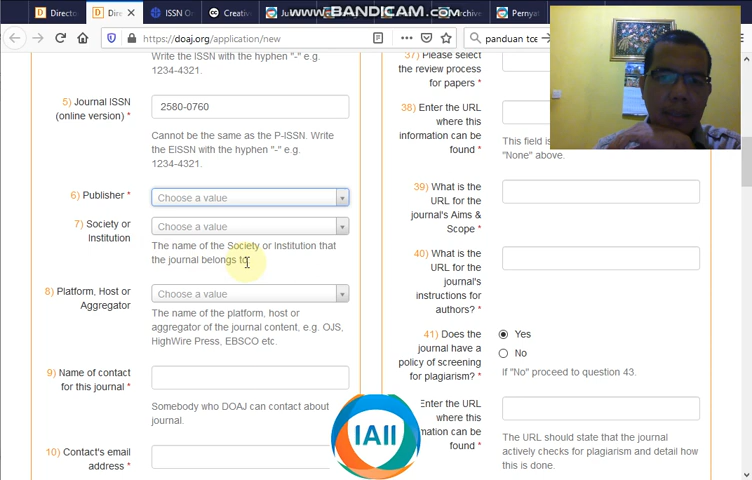 www.BANDICAM.com
Directo
Dire
ISSN On
Creativ
Ju
rchive
Pernyat
https://doaj.org/application/new
panduan tce
Write the ISSN with the hyphen "-" e.g.
1234-4321.
5) Journal ISSN
(online version) *
2580-0760
Cannot be the same as the P-ISSN. Write
the EISSN with the hyphen "-" e.g.
1234-4321.
6) Publisher *
Choose a value
7) Society or
Institution
Choose a value
The name of the Society or Institution that
the journal belongs to
8) Platform, Host or
Aggregator
Choose a value
The name of the platform, host or
aggregator of the journal content, e.g. OJS,
HighWire Press, EBSCO etc.
9) Name of contact
for this journal *
Somebody who DOAJ can contact about
journal.
10) Contact's email
address *
37) Please select
the review process
for papers *
38) Enter the URL
where this
information can be
found *
This field is
"None" above.
39) What is the
URL for the
journal's Aims &
Scope *
40) What is the
URL for the
journal's
instructions for
authors? *
41) Does the
journal have a
policy of screening
for plagiarism? *
Yes
No
If "No" proceed to question 43.
Enter the URL
where this
mation can be
found *
The URL should state that the journal
actively checks for plagiarism and detail how
this is done.
IAII